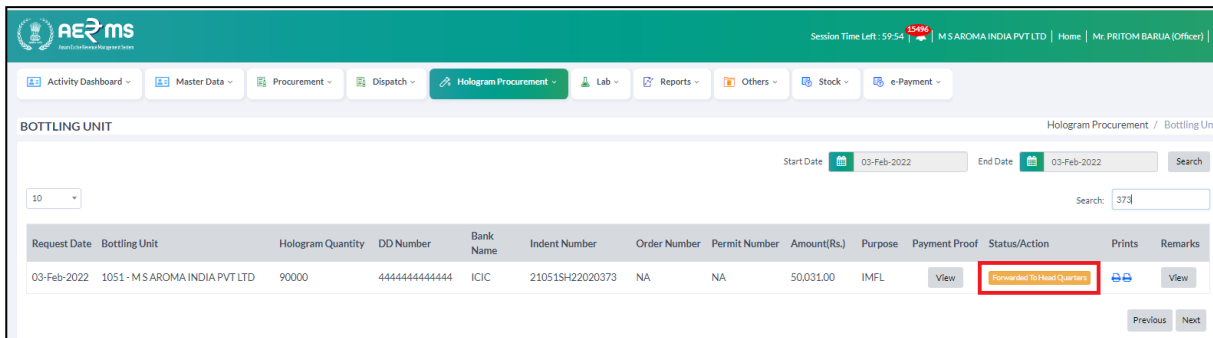 AERMS
Session Time Left : 59:54 15496 | M S AROMA INDIA PVT LTD | Home | Mr. PRITOM BARUA (Officer) |
Activity Dashboard Master Data Procurement Dispatch Hologram Procurement Lab Reports Others Stock e-Payment
BOTTLING UNIT Hologram Procurement / Bottling Un
Start Date 03-Feb-2022 End Date 03-Feb-2022 Search
10 Search: 373
Request Date Bottling Unit Hologram Quantity DD Number Bank Name Indent Number Order Number Permit Number Amount(Rs.) Purpose Payment Proof Status/Action Prints Remarks
03-Feb-2022 1051 - M S AROMA INDIA PVT LTD 90000 4444444444444 ICIC 21051SH22020373 NA NA 50,031.00 IMFL View Forwarded To Head Quarters View
Previous Next